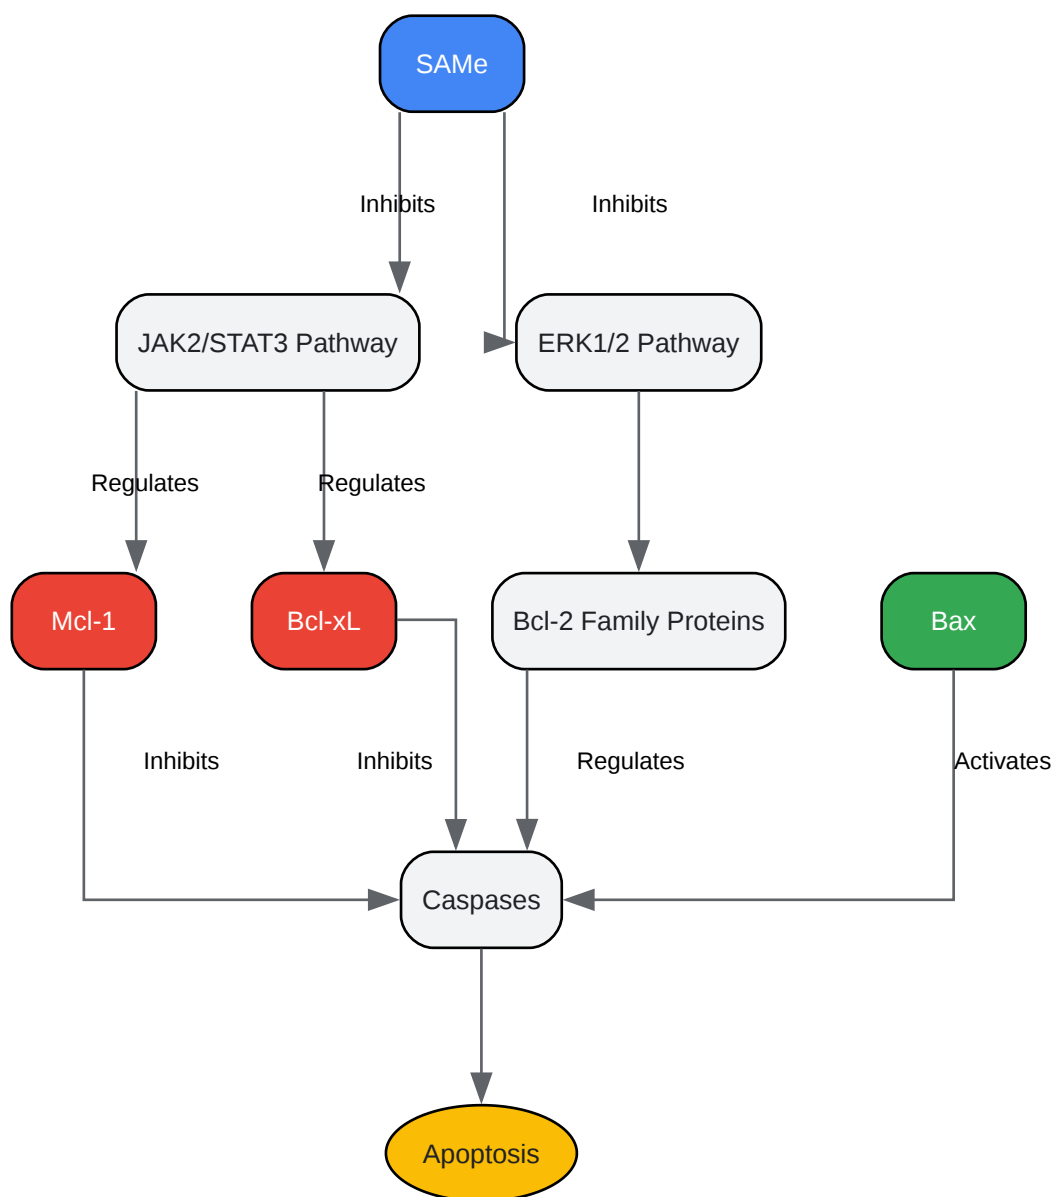 SAMe
Inhibits
Inhibits
JAK2/STAT3 Pathway
ERK1/2 Pathway
Regulates
Regulates
Mcl-1
Bcl-xL
Bcl-2 Family Proteins
Bax
Inhibits
Inhibits
Regulates
Activates
Caspases
Apoptosis